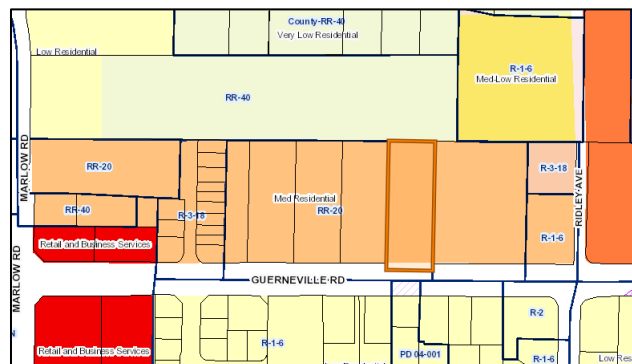 County-RR-40
Very Low Residential
Low Residential
R-1-6
Med-Low Residential
RR-40
MARLOW RD
RR-20
R-3-18
Med Residential
RR-20
RR-40
R-3-18
RIDLEY AVE
R-1-6
Retail and Business Services
MARLOW RD
GUERNEVILLE RD
Retail and Business Services
R-1-6
R-2
PD 04-001
R-1-6
Low Res